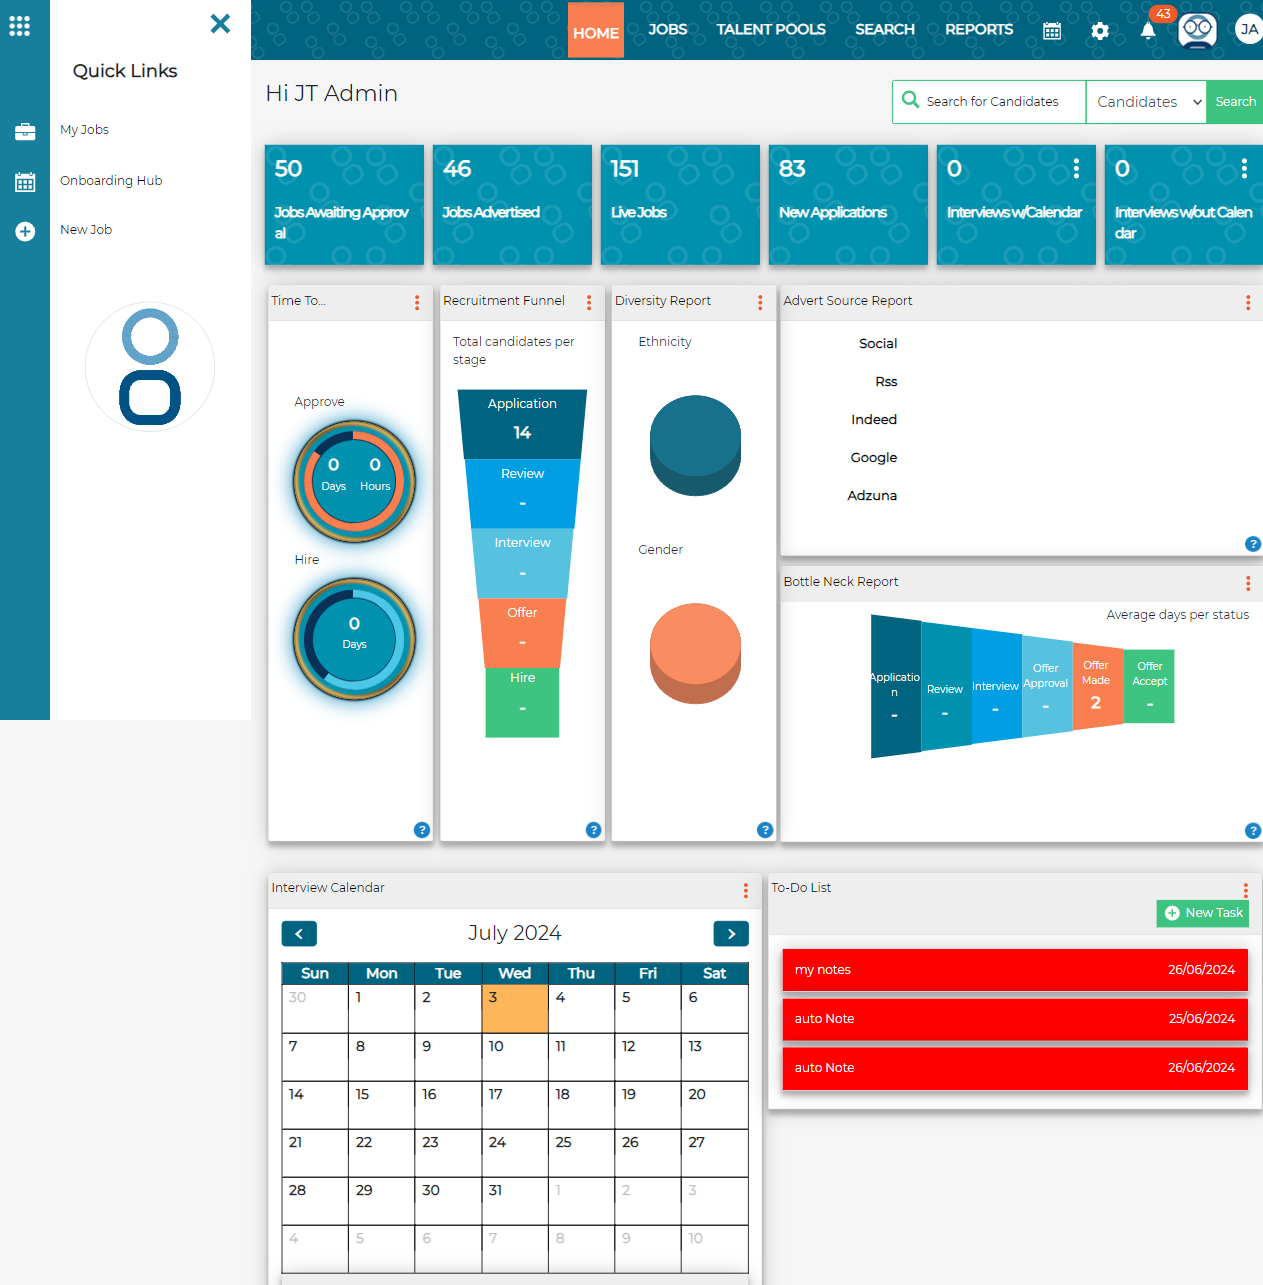 Quick Links
My Jobs
Onboarding Hub
New Job
HOME
JOBS
TALENT POOLS
SEARCH
REPORTS
43
JA
Hi JT Admin
Search for Candidates
Candidates
Search
50
Jobs Awaiting Approv
al
46
Jobs Advertised
151
Live Jobs
83
New Applications
0
Interviews w/Calendar
0
Interviews w/out Calen
dar
Time To...
Approve
0 0
Days Hours
Hire
0
Days
?
Recruitment Funnel
Total candidates per
stage
Application
14
Review
-
Interview
-
Offer
-
Hire
-
?
Diversity Report
Ethnicity
Gender
?
Advert Source Report
Social
Rss
Indeed
Google
Adzuna
?
Bottle Neck Report
Average days per status
Applicatio
n
-
Review
-
Interview
-
Offer
Approval
-
Offer
Made
2
Offer
Accept
-
?
Interview Calendar
July 2024
Sun Mon Tue Wed Thu Fri Sat
30 1 2 3 4 5 6
7 8 9 10 11 12 13
14 15 16 17 18 19 20
21 22 23 24 25 26 27
28 29 30 31 1 2 3
4 5 6 7 8 9 10
To-Do List
New Task
my notes 26/06/2024
auto Note 25/06/2024
auto Note 26/06/2024